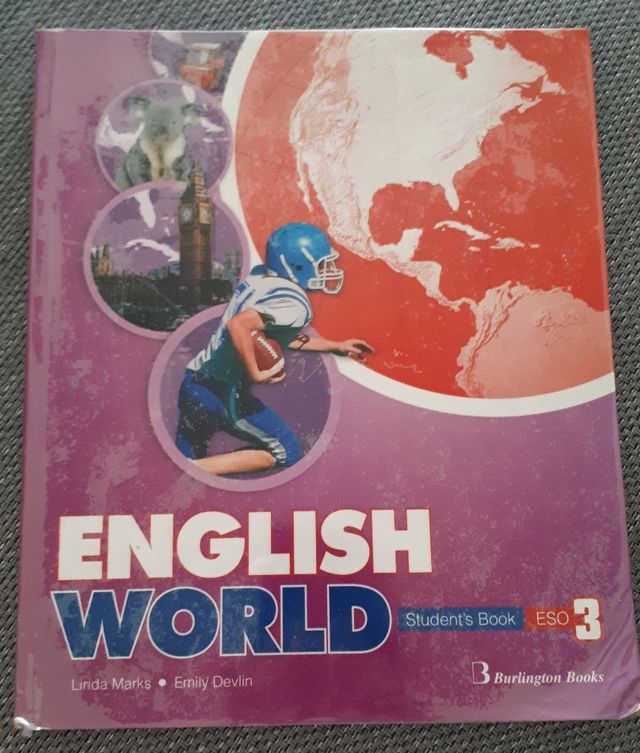 ENGLISH
WORLD
Student's Book ESO 3
Linda Marks • Emily Devlin
B Burlington Books